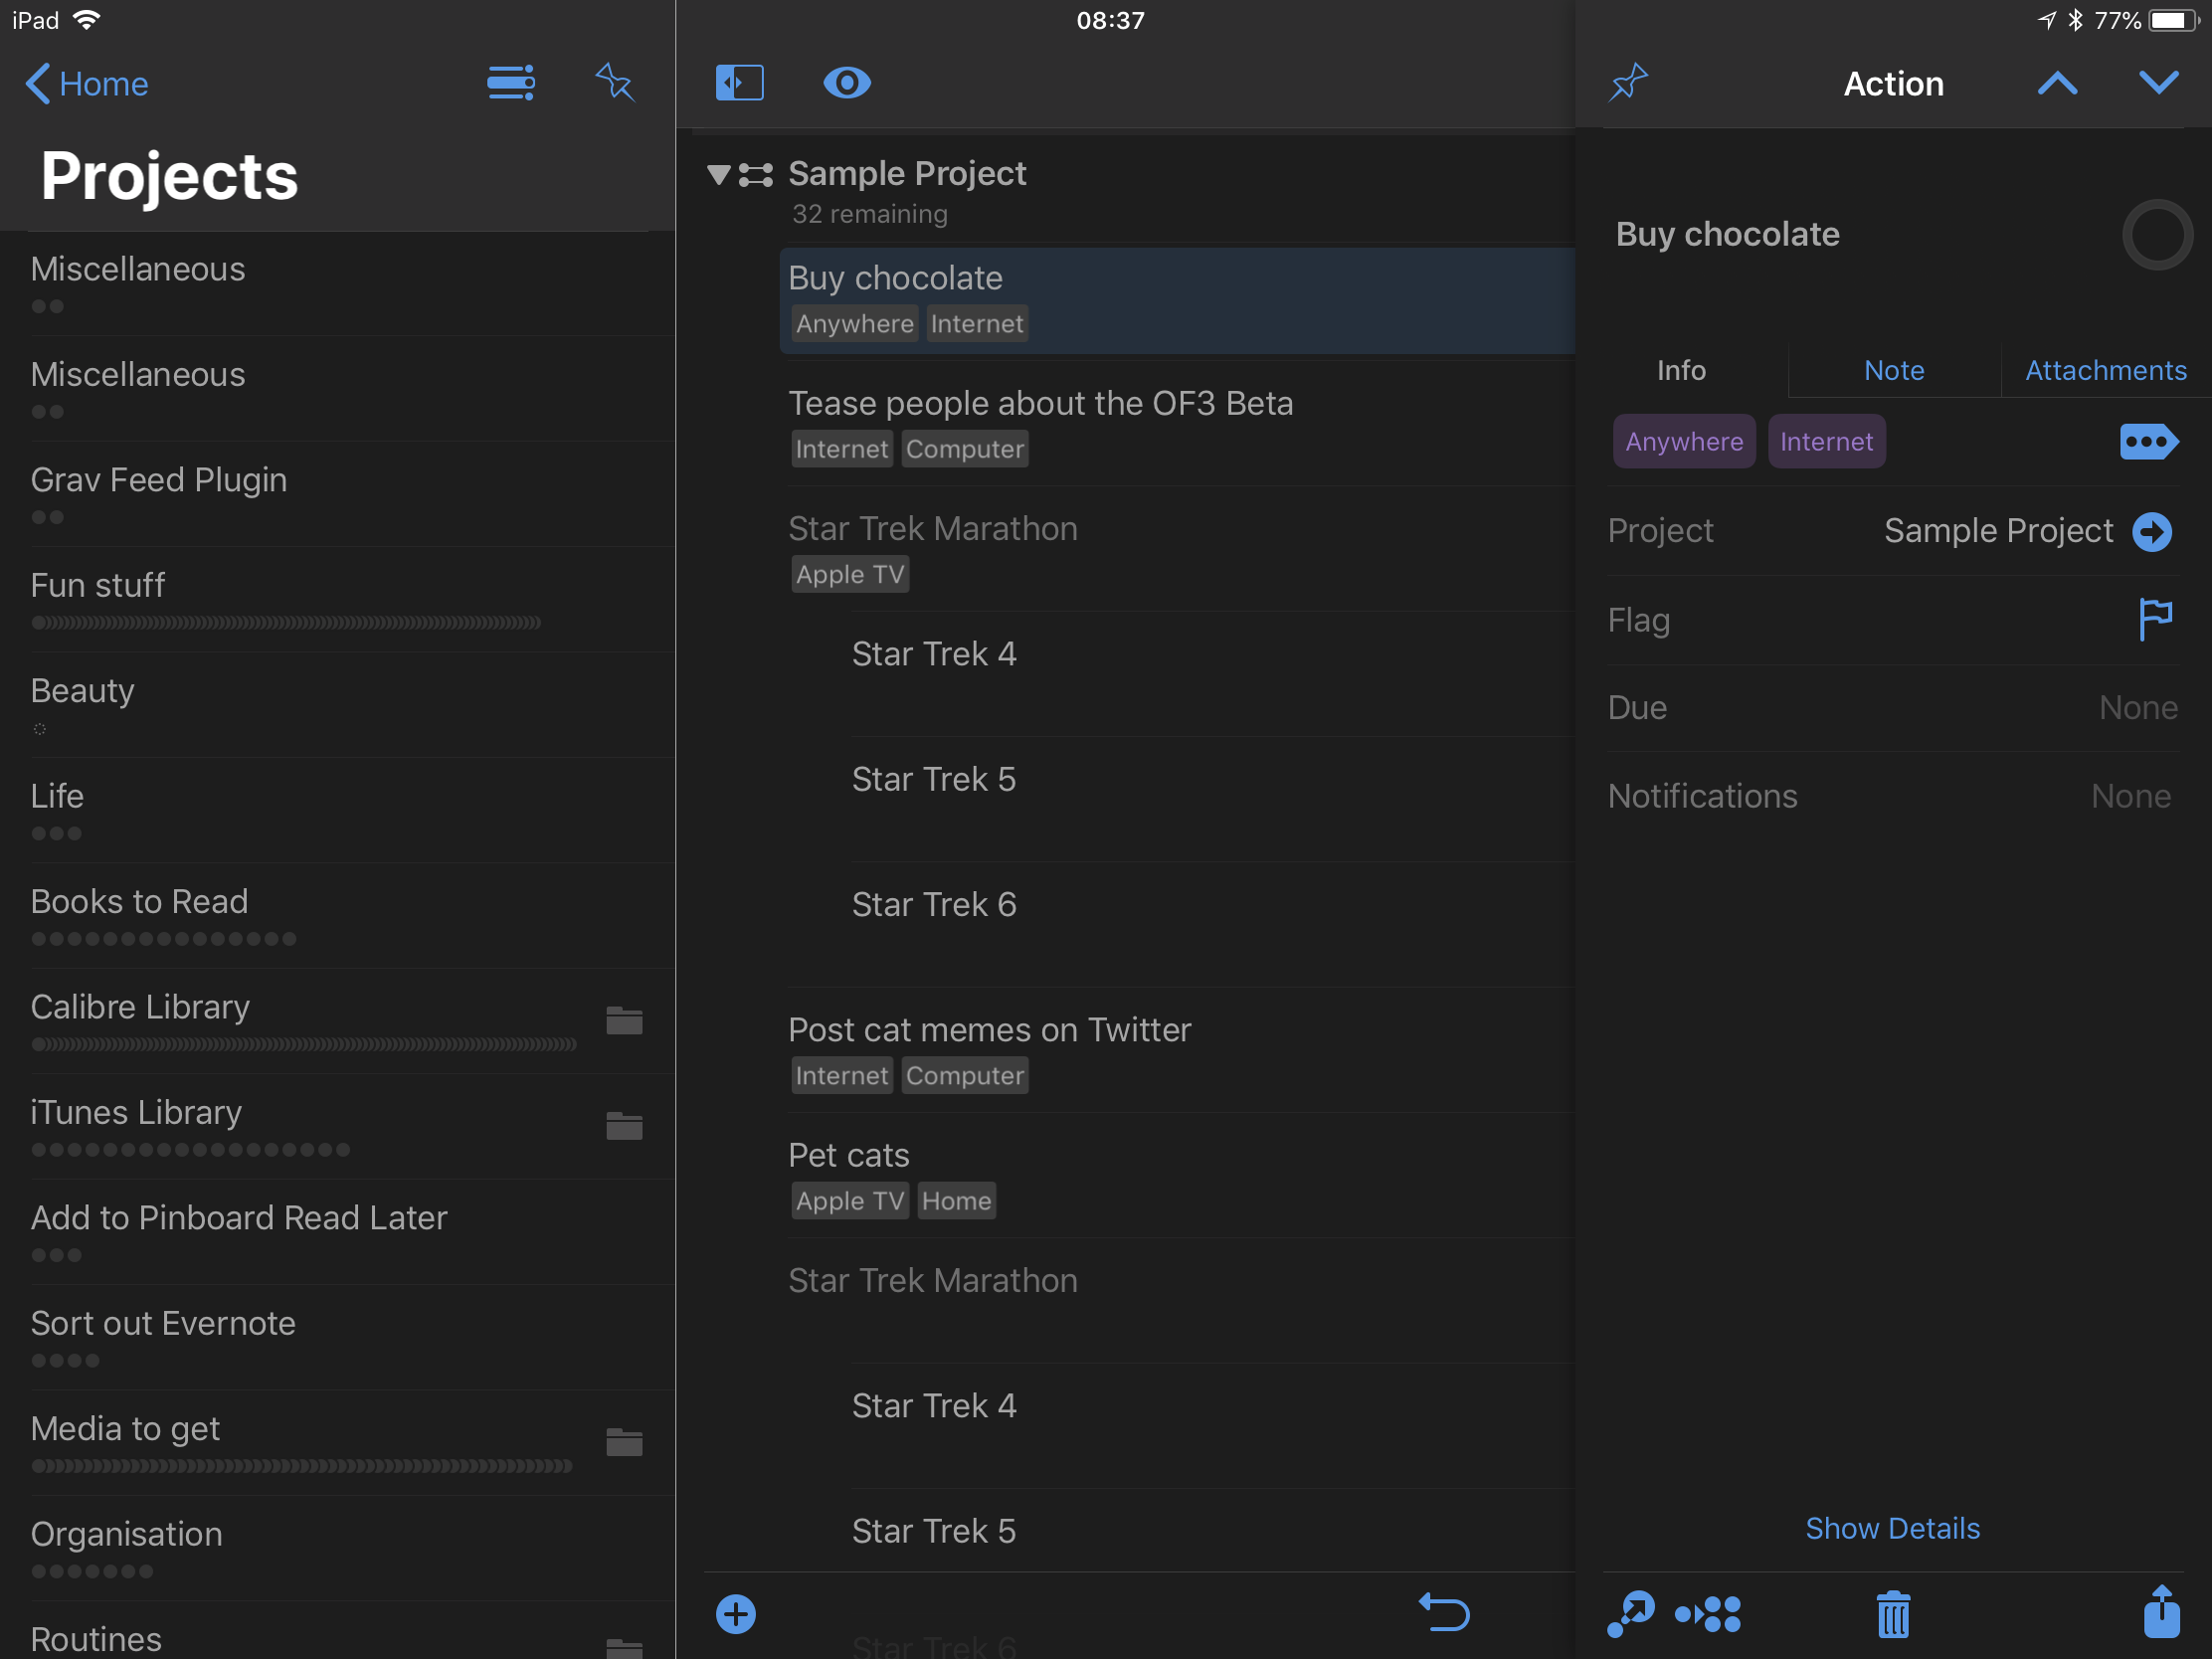 iPad
08:37
77%
Home
Projects
Miscellaneous
Miscellaneous
Grav Feed Plugin
Fun stuff
Beauty
Life
Books to Read
Calibre Library
iTunes Library
Add to Pinboard Read Later
Sort out Evernote
Media to get
Organisation
Routines
Sample Project
32 remaining
Buy chocolate
Anywhere Internet
Tease people about the OF3 Beta
Internet Computer
Star Trek Marathon
Apple TV
Star Trek 4
Star Trek 5
Star Trek 6
Post cat memes on Twitter
Internet Computer
Pet cats
Apple TV Home
Star Trek Marathon
Star Trek 4
Star Trek 5
Star Trek 6
Action
Buy chocolate
Info Note Attachments
Anywhere Internet
Project Sample Project
Flag
Due None
Notifications None
Show Details